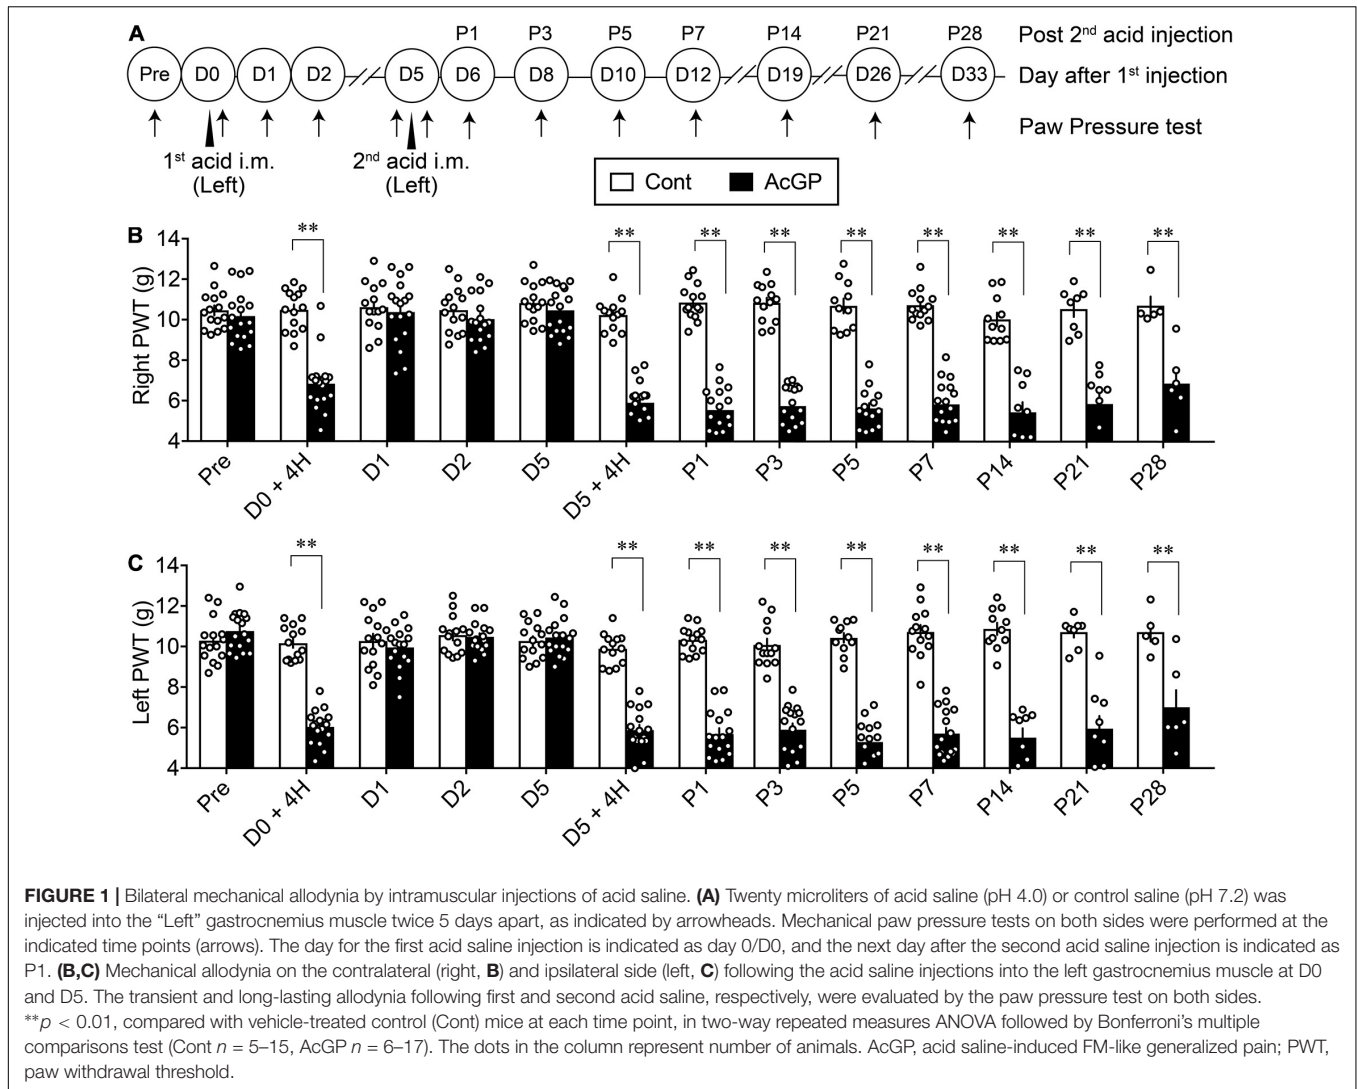 A
P1 P3 P5 P7 P14 P21 P28 Post 2nd acid injection
Pre D0 D1 D2 D5 D6 D8 D10 D12 D19 D26 D33 Day after 1st injection
Paw Pressure test
1st acid i.m. 2nd acid i.m.
(Left) (Left)
Cont AcGP
B
** ** ** ** ** ** ** ** **
Right PWT (g)
14
12
10
8
6
4
Pre D0 + 4H D1 D2 D5 D5 + 4H P1 P3 P5 P7 P14 P21 P28
C
** ** ** ** ** ** ** ** **
Left PWT (g)
14
12
10
8
6
4
Pre D0 + 4H D1 D2 D5 D5 + 4H P1 P3 P5 P7 P14 P21 P28
FIGURE 1 | Bilateral mechanical allodynia by intramuscular injections of acid saline. (A) Twenty microliters of acid saline (pH 4.0) or control saline (pH 7.2) was
injected into the “Left” gastrocnemius muscle twice 5 days apart, as indicated by arrowheads. Mechanical paw pressure tests on both sides were performed at the
indicated time points (arrows). The day for the first acid saline injection is indicated as day 0/D0, and the next day after the second acid saline injection is indicated as
P1. (B,C) Mechanical allodynia on the contralateral (right, B) and ipsilateral side (left, C) following the acid saline injections into the left gastrocnemius muscle at D0
and D5. The transient and long-lasting allodynia following first and second acid saline, respectively, were evaluated by the paw pressure test on both sides.
**p < 0.01, compared with vehicle-treated control (Cont) mice at each time point, in two-way repeated measures ANOVA followed by Bonferroni’s multiple
comparisons test (Cont n = 5–15, AcGP n = 6–17). The dots in the column represent number of animals. AcGP, acid saline-induced FM-like generalized pain; PWT,
paw withdrawal threshold.